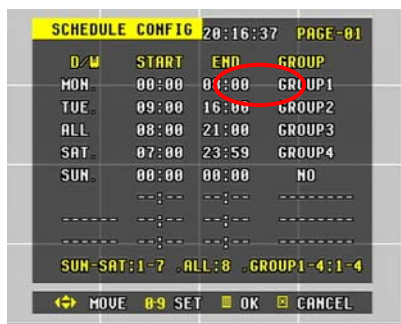 SCHEDULE CONFIG 20:16:37 PAGE-01
D/W START END GROUP
MON. 00:00 00:00 GROUP1
TUE. 09:00 16:00 GROUP2
ALL 08:00 21:00 GROUP3
SAT. 07:00 23:59 GROUP4
SUN. 00:00 00:00 NO
--:-- --:-- --------
------ --:-- --:-- --------
------ --:-- --:-- --------
SUN-SAT:1-7 .ALL:8 .GROUP1-4:1-4
MOVE 0-9 SET OK CANCEL